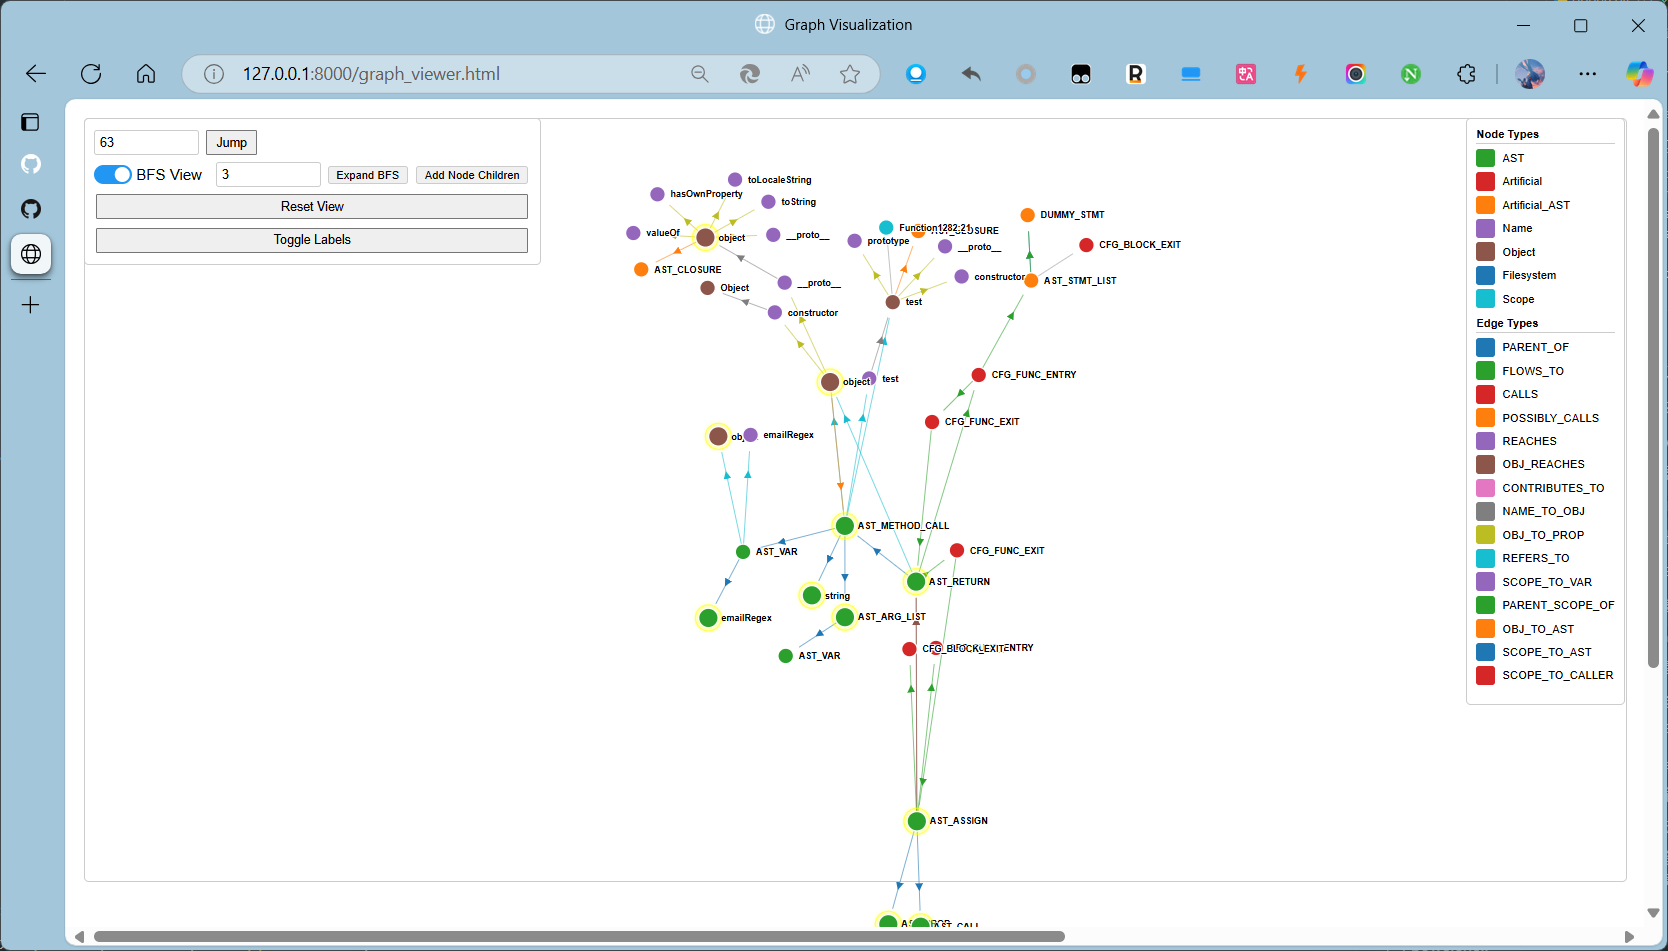 Graph Visualization
127.0.0.1:8000/graph_viewer.html
63
Jump
BFS View
3
Expand BFS
Add Node Children
Reset View
Toggle Labels
toLocaleString
hasOwnProperty
toString
valueOf
object
__proto__
AST_CLOSURE
Object
__proto__
constructor
Function1282:21
prototype
__proto__
constructor
test
DUMMY_STMT
CFG_BLOCK_EXIT
AST_STMT_LIST
CFG_FUNC_ENTRY
object
test
CFG_FUNC_EXIT
emailRegex
AST_METHOD_CALL
AST_VAR
CFG_FUNC_EXIT
AST_RETURN
string
emailRegex
AST_ARG_LIST
AST_VAR
CFG_BLOCK_EXIT
ENTRY
AST_ASSIGN
AST_CALL
Node Types
AST
Artificial
Artificial_AST
Name
Object
Filesystem
Scope
Edge Types
PARENT_OF
FLOWS_TO
CALLS
POSSIBLY_CALLS
REACHES
OBJ_REACHES
CONTRIBUTES_TO
NAME_TO_OBJ
OBJ_TO_PROP
REFERS_TO
SCOPE_TO_VAR
PARENT_SCOPE_OF
OBJ_TO_AST
SCOPE_TO_AST
SCOPE_TO_CALLER